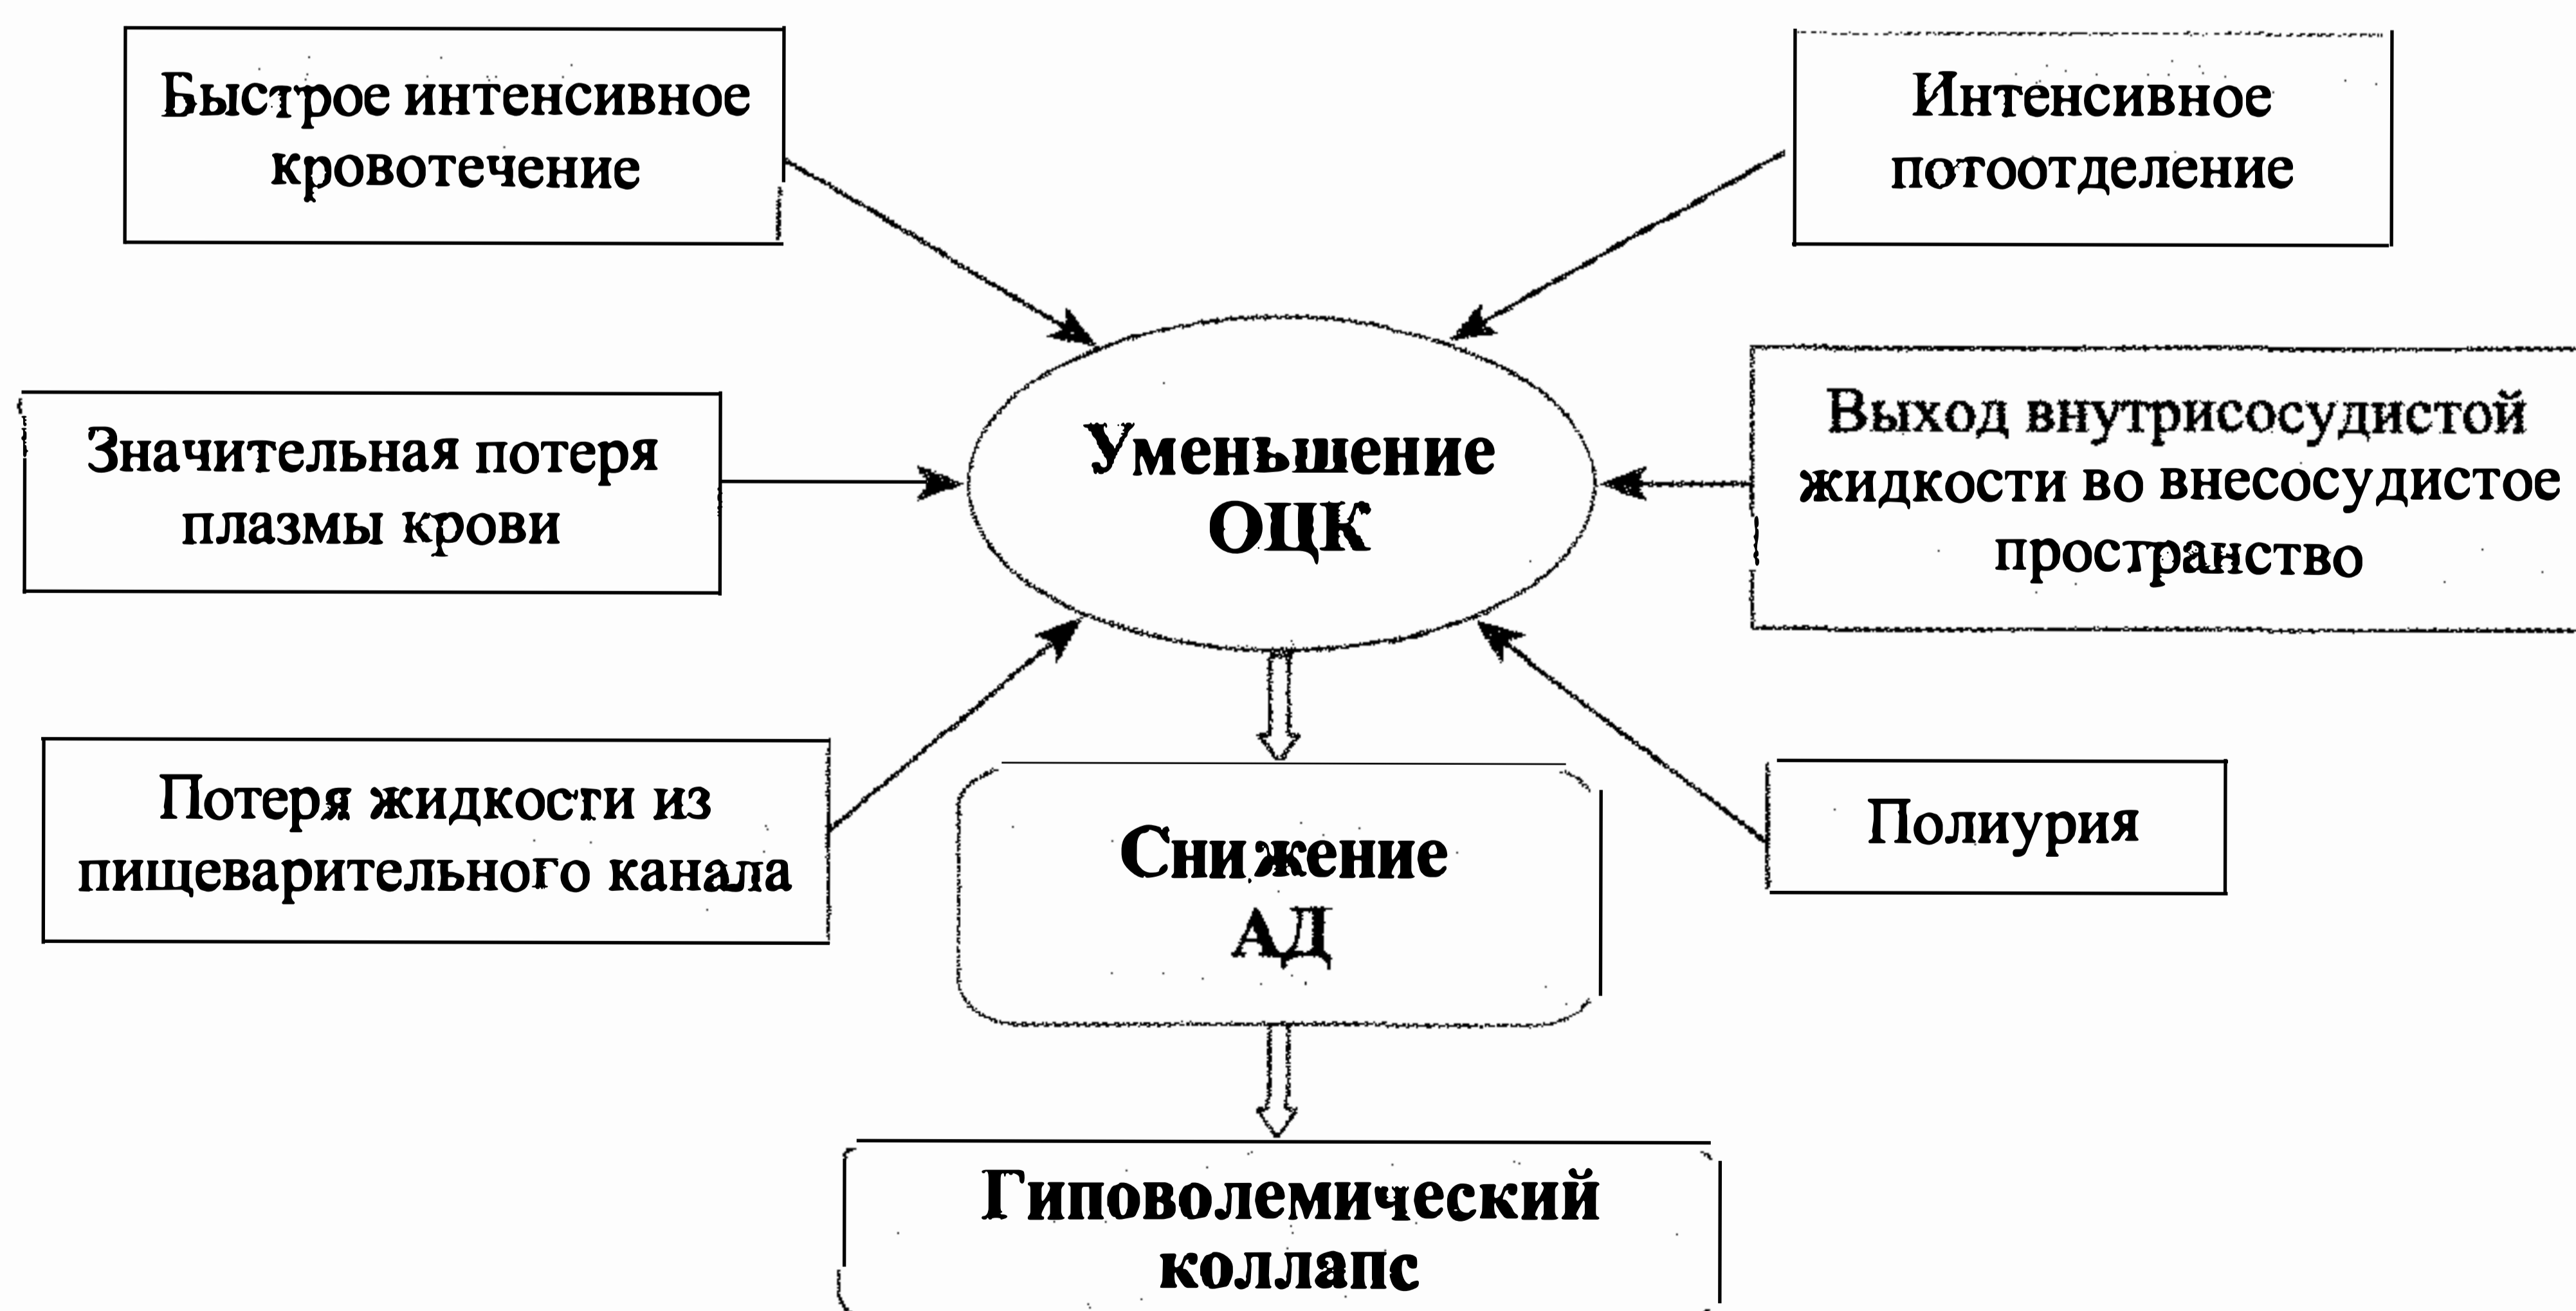 Быстрое интенсивное
кровотечение
Интенсивное
потоотделение
Значительная потеря
плазмы крови
Уменьшение
ОЦК
Выход внутрисосудистой
жидкости во внесосудистое
пространство
Потеря жидкости из
пищеварительного канала
Снижение
АД
Полиурия
Гиповолемический
коллапс